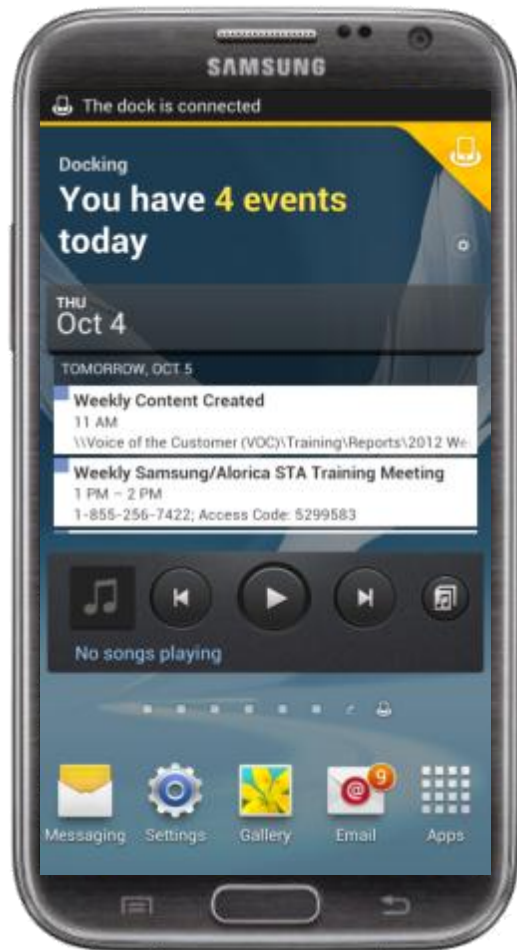 SAMSUNG
The dock is connected
Docking
You have 4 events
today
THU
Oct 4
TOMORROW, OCT 5
Weekly Content Created
11 AM
\\Voice of the Customer (VOC)\Training\Reports\2012 We
Weekly Samsung/Alorica STA Training Meeting
1 PM – 2 PM
1-855-256-7422; Access Code: 5299583
No songs playing
@ 9
Messaging Settings Gallery Email Apps